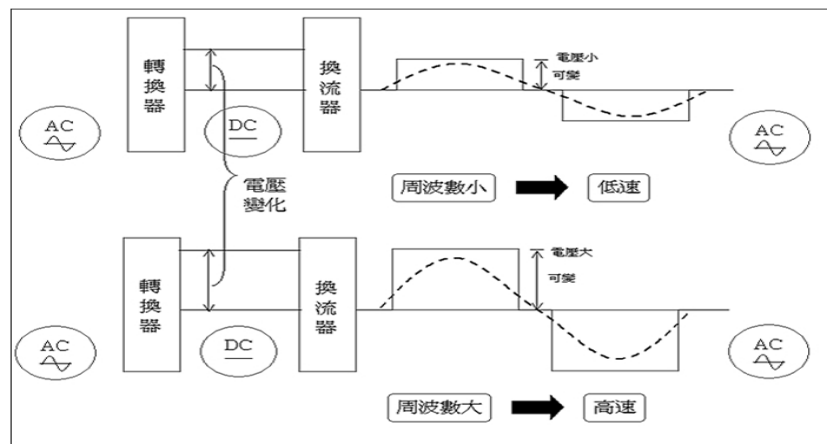 轉換器
換流器
電壓小
可變
AC
DC
AC
電壓
變化
周波數小
低速
轉換器
換流器
電壓大
可變
AC
DC
AC
周波數大
高速